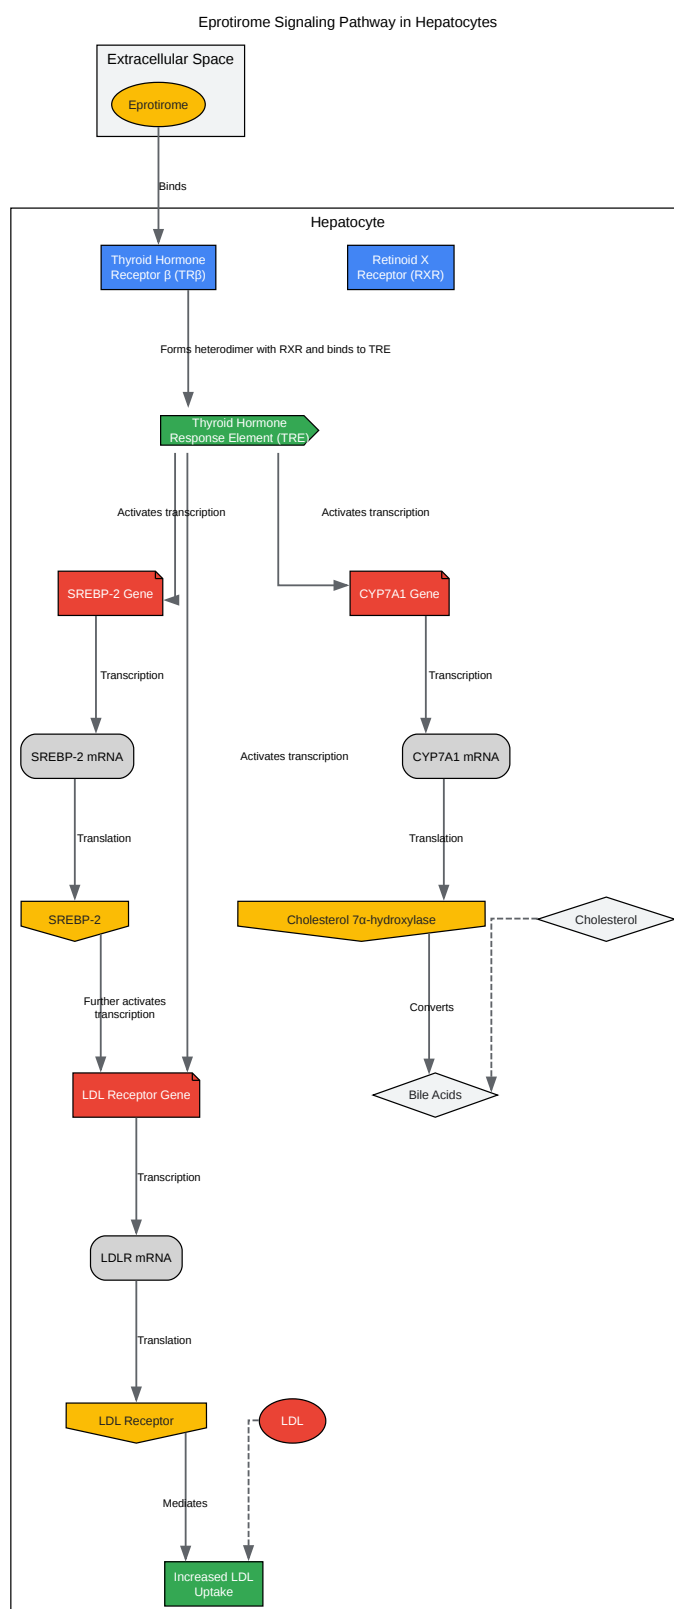 Eprotirome Signaling Pathway in Hepatocytes
Extracellular Space
Eprotirome
Binds
Hepatocyte
Thyroid Hormone
Receptor β (TRβ)
Retinoid X
Receptor (RXR)
Forms heterodimer with RXR and binds to TRE
Thyroid Hormone
Response Element (TRE)
Activates transcription
Activates transcription
SREBP-2 Gene
CYP7A1 Gene
Transcription
Transcription
SREBP-2 mRNA
Activates transcription
CYP7A1 mRNA
Translation
Translation
SREBP-2
Cholesterol 7α-hydroxylase
Cholesterol
Further activates
transcription
Converts
LDL Receptor Gene
Bile Acids
Transcription
LDLR mRNA
Translation
LDL Receptor
LDL
Mediates
Increased LDL
Uptake